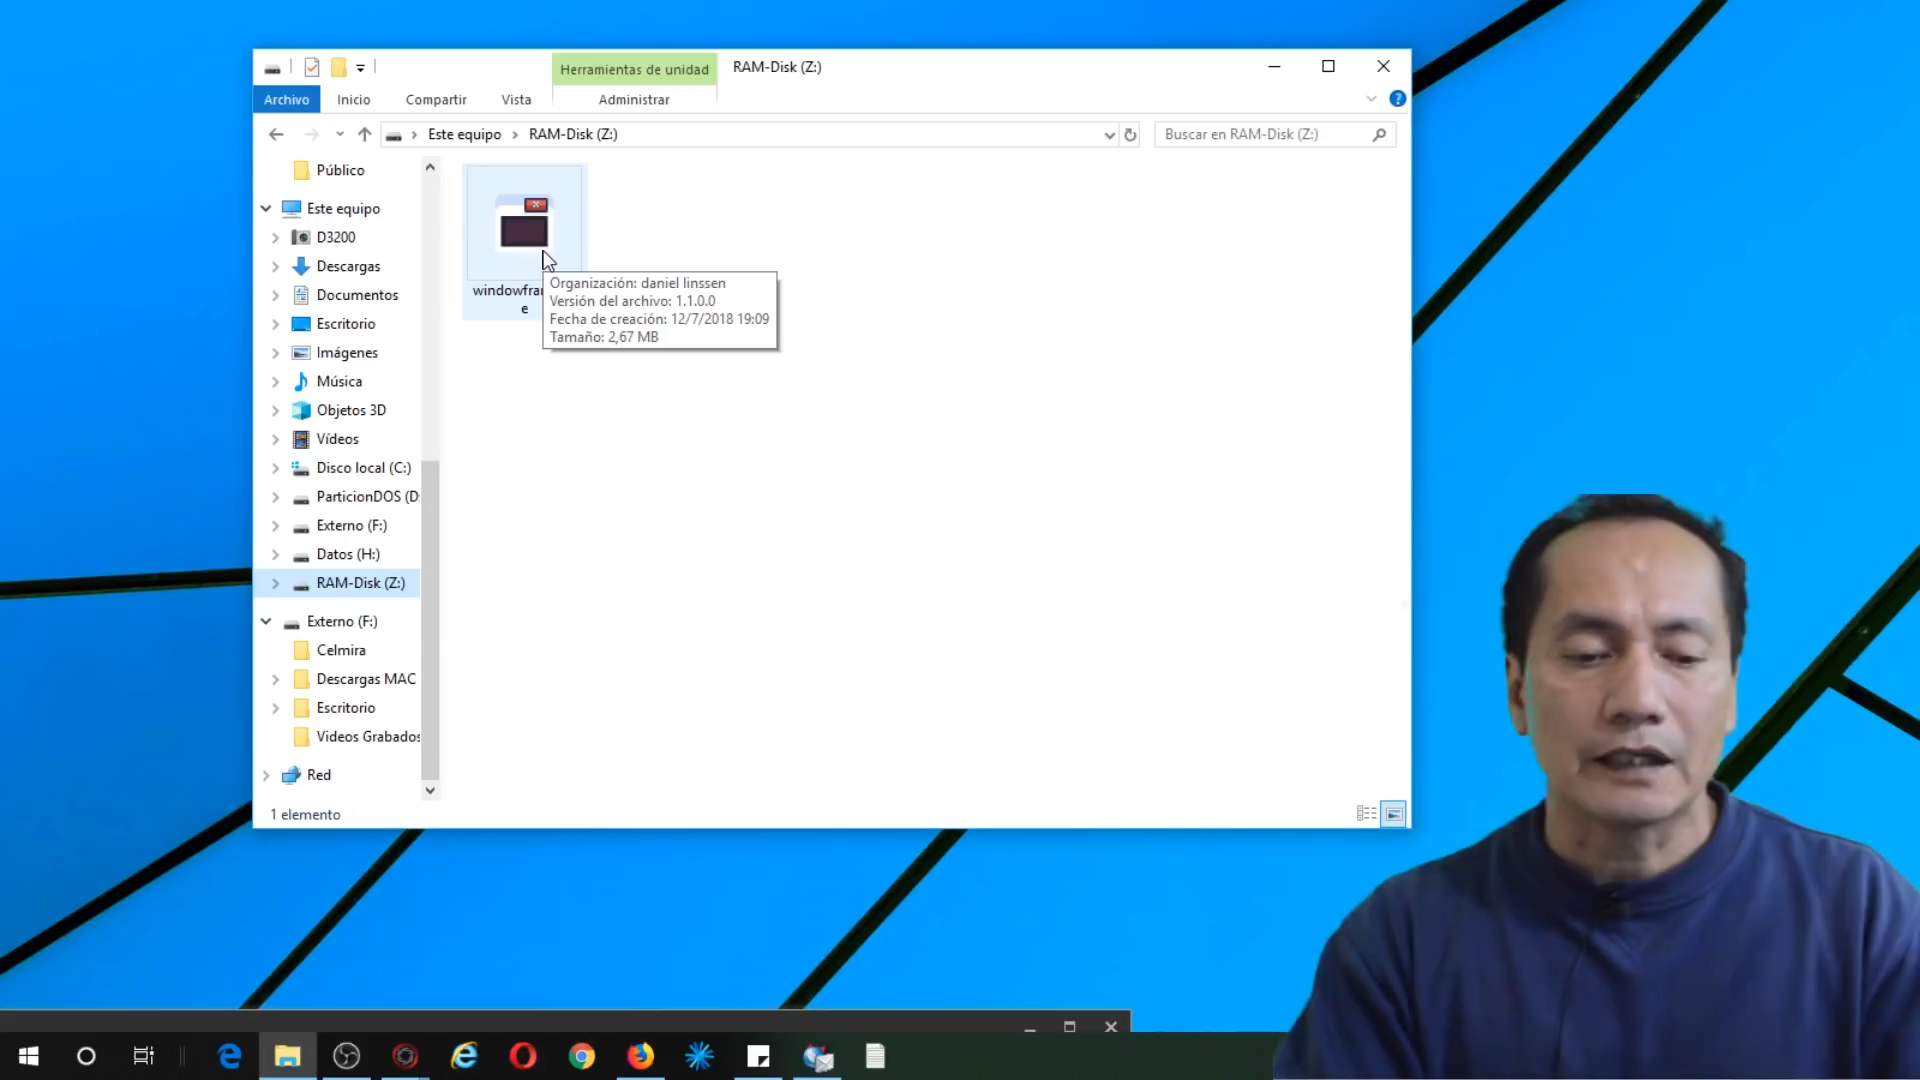 Herramientas de unidad
RAM-Disk (Z:)
Archivo
Inicio
Compartir
Vista
Administrar
?
Este equipo
RAM-Disk (Z:)
Buscar en RAM-Disk (Z:)
Público
Este equipo
D3200
Descargas
Documentos
Escritorio
Imágenes
Música
Objetos 3D
Vídeos
Disco local (C:)
ParticionDOS (D:
Externo (F:)
Datos (H:)
RAM-Disk (Z:)
Externo (F:)
Celmira
Descargas MAC
Escritorio
Videos Grabados
Red
windowfra
e
Organización: daniel linssen
Versión del archivo: 1.1.0.0
Fecha de creación: 12/7/2018 19:09
Tamaño: 2,67 MB
1 elemento